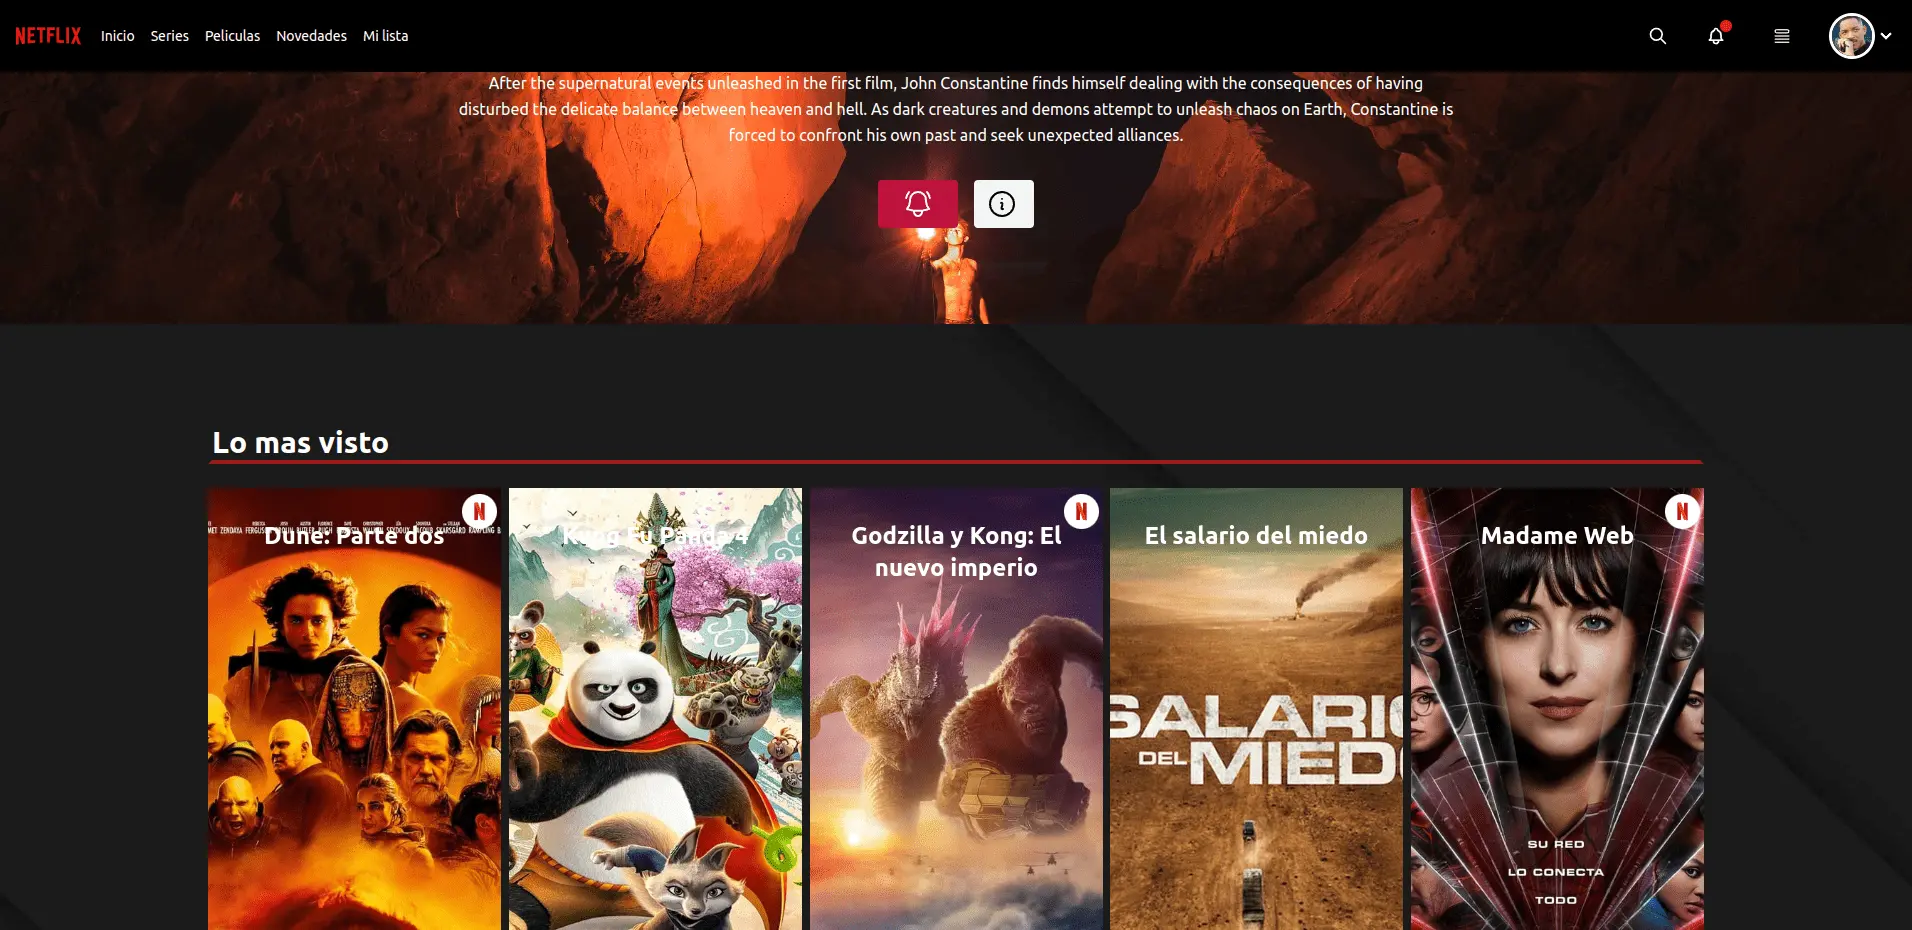 NETFLIX Inicio Series Peliculas Novedades Mi lista
After the supernatural events unleashed in the first film, John Constantine finds himself dealing with the consequences of having
disturbed the delicate balance between heaven and hell. As dark creatures and demons attempt to unleash chaos on Earth, Constantine is
forced to confront his own past and seek unexpected alliances.
Lo mas visto
N
N
N
Dune: Parte dos
Kung Fu Panda 4
Godzilla y Kong: El
nuevo imperio
El salario del miedo
Madame Web
SALARIO
DEL MIEDO
SU RED
LO CONECTA
TODO